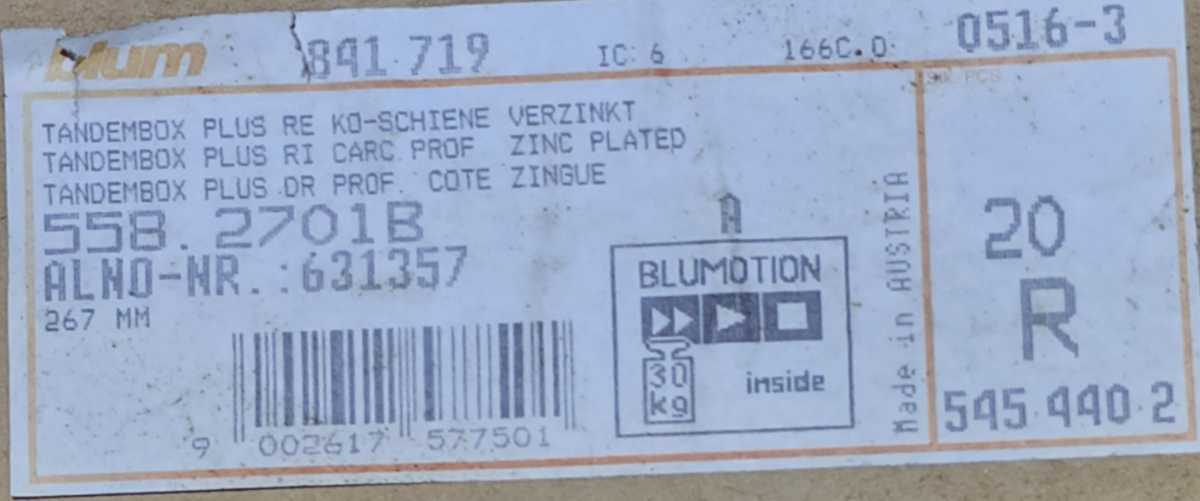 blum 841.719 IC: 6 166C.0 0516-3
TANDEMBOX PLUS RE KO-SCHIENE VERZINKT
TANDEMBOX PLUS RI CARC.PROF ZINC PLATED
TANDEMBOX PLUS DR PROF. COTE ZINGUE
558.2701B
ALNO-NR.:631357
267 MM
9 002617 577501
A
BLUMOTION
30
kg
inside
Made in AUSTRIA
PCS
20
R
545.440.2